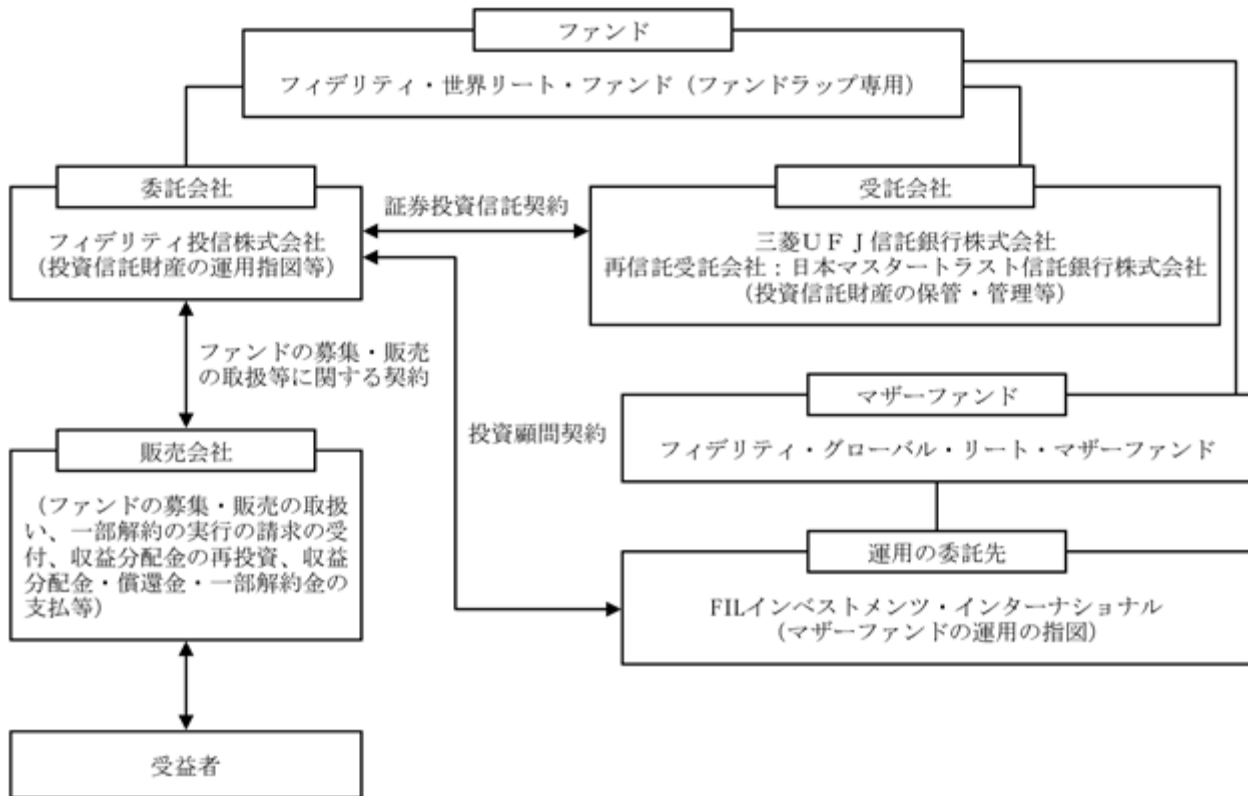 ファンド
フィデリティ・世界リート・ファンド（ファンドラップ専用）
委託会社
フィデリティ投信株式会社
（投資信託財産の運用指図等）
証券投資信託契約
受託会社
三菱ＵＦＪ信託銀行株式会社
再信託受託会社：日本マスタートラスト信託銀行株式会社
（投資信託財産の保管・管理等）
ファンドの募集・販売
の取扱等に関する契約
投資顧問契約
マザーファンド
フィデリティ・グローバル・リート・マザーファンド
販売会社
（ファンドの募集・販売の取扱
い、一部解約の実行の請求の受
付、収益分配金の再投資、収益
分配金・償還金・一部解約金の
支払等）
運用の委託先
FILインベストメンツ・インターナショナル
（マザーファンドの運用の指図）
受益者